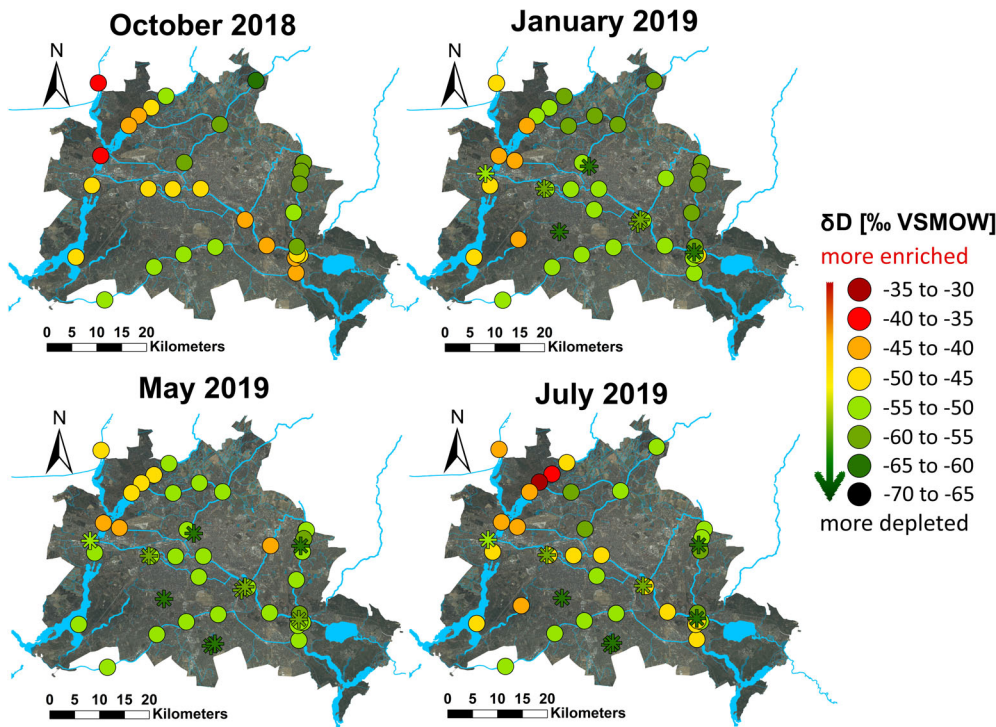 October 2018
January 2019
N
N
0 5 10 15 20
Kilometers
0 5 10 15 20
Kilometers
May 2019
July 2019
N
N
0 5 10 15 20
Kilometers
0 5 10 15 20
Kilometers
δD [‰ VSMOW]
more enriched
-35 to -30
-40 to -35
-45 to -40
-50 to -45
-55 to -50
-60 to -55
-65 to -60
-70 to -65
more depleted